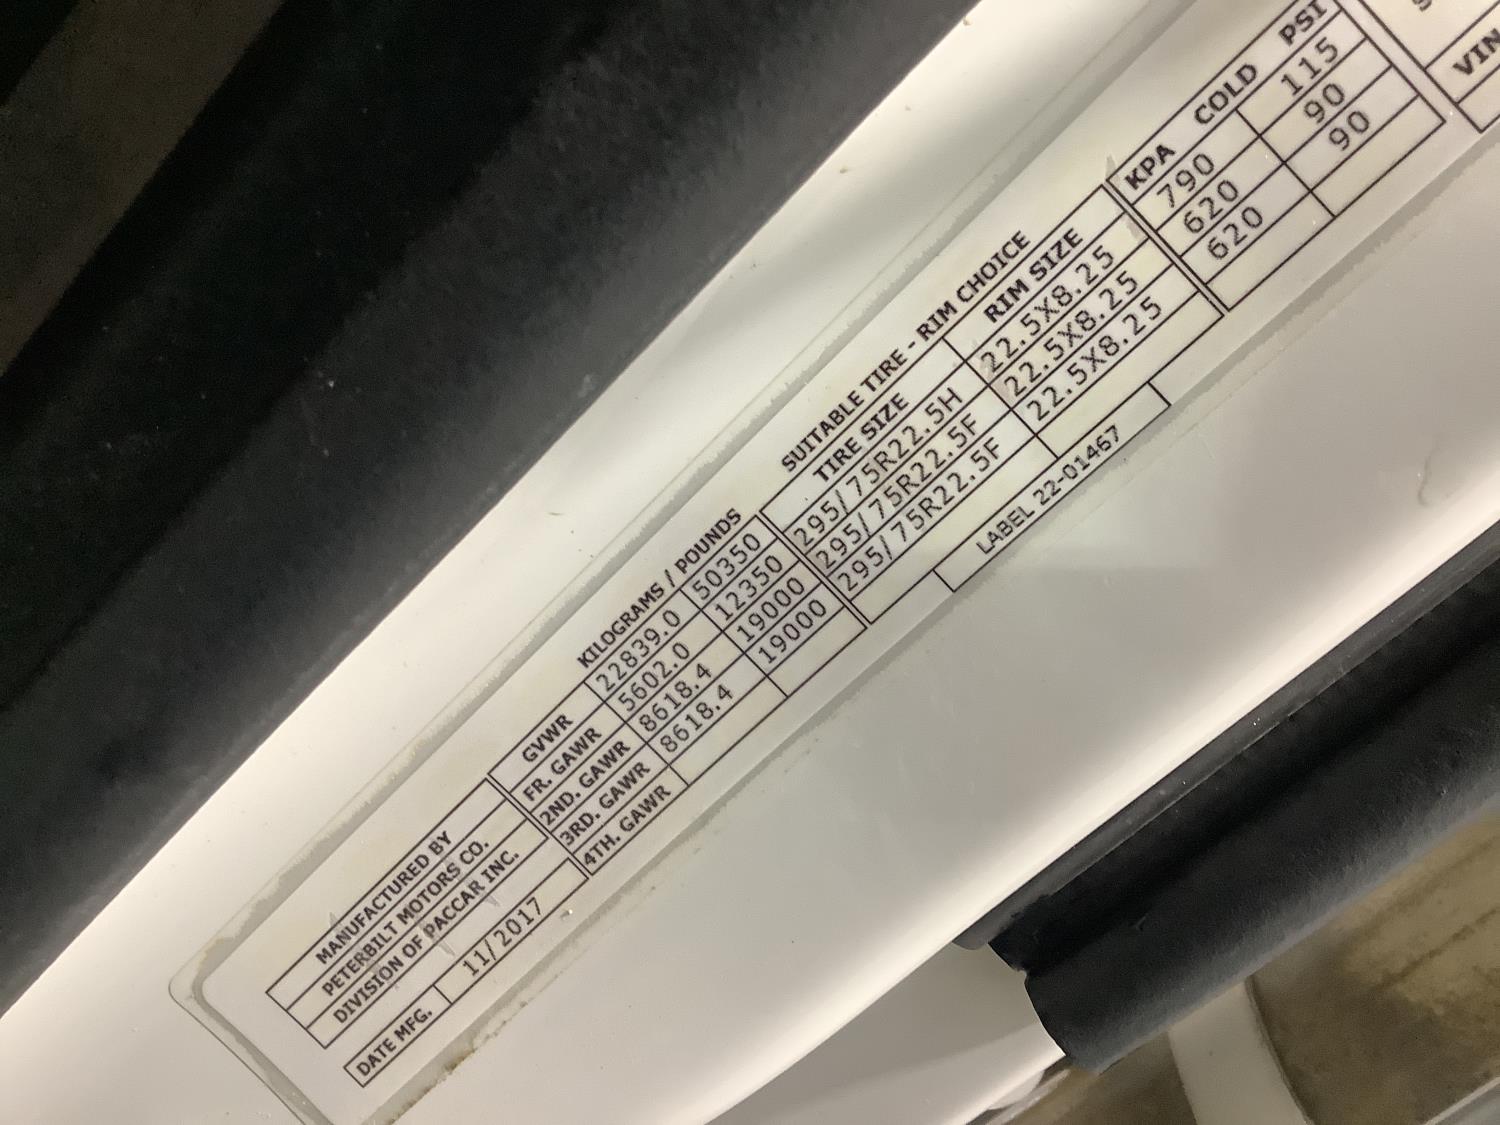 MANUFACTURED BY
PETERBILT MOTORS CO.
DIVISION OF PACCAR INC.
DATE MFG. 11/2017
KILOGRAMS / POUNDS
GVWR 22839.0 50350
FR. GAWR 5602.0 12350
2ND. GAWR 8618.4 19000
3RD. GAWR 8618.4 19000
4TH. GAWR
SUITABLE TIRE - RIM CHOICE
TIRE SIZE RIM SIZE
295/75R22.5H 22.5X8.25
295/75R22.5F 22.5X8.25
295/75R22.5F 22.5X8.25
LABEL 22-01467
KPA COLD PSI
790 115
620 90
620 90
VIN